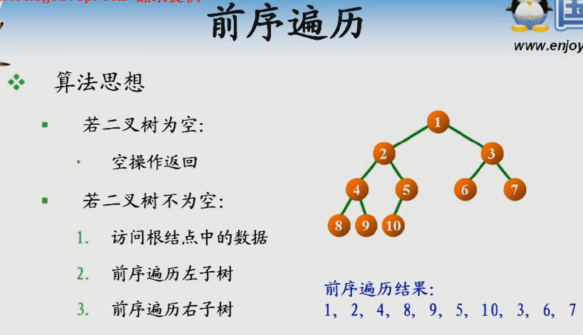 前序遍历
www.enjoy
算法思想
若二叉树为空:
空操作返回
若二叉树不为空:
1. 访问根结点中的数据
2. 前序遍历左子树
3. 前序遍历右子树
1
2
3
4
5
6
7
8
9
10
前序遍历结果:
1, 2, 4, 8, 9, 5, 10, 3, 6, 7